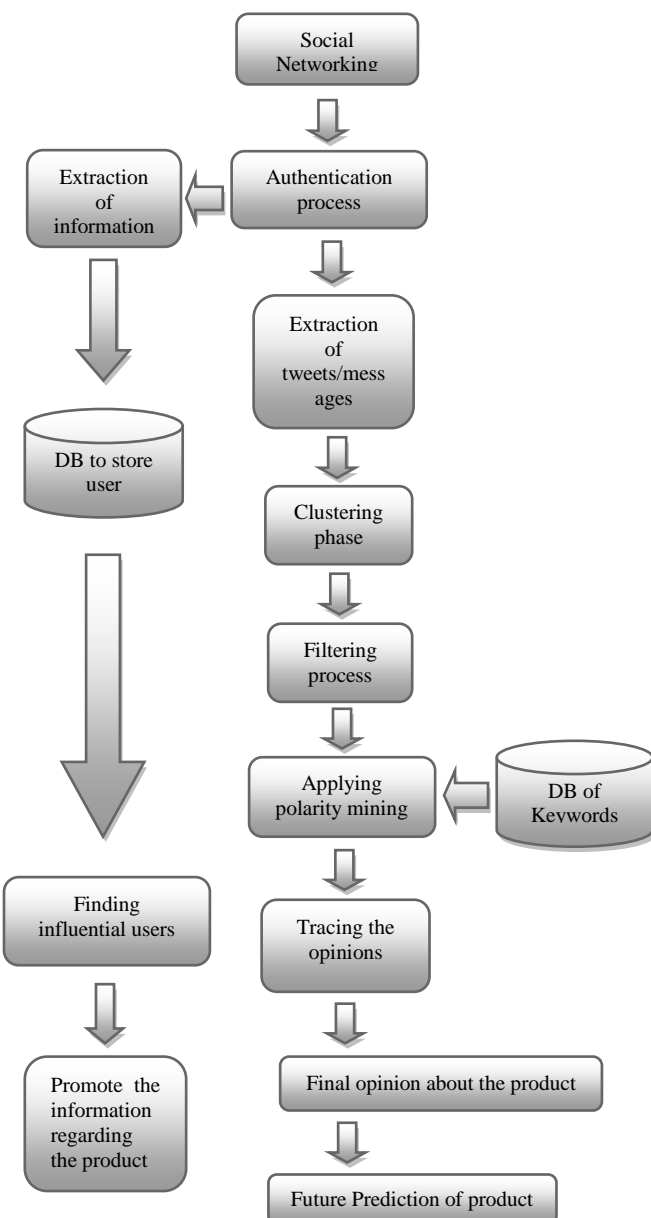 Social
Networking
Extraction
of
information
Authentication
process
Extraction
of
tweets/mess
ages
DB to store
user
Clustering
phase
Filtering
process
Applying
polarity mining
DB of
Keywords
Finding
influential users
Tracing the
opinions
Promote the
information
regarding
the product
Final opinion about the product
Future Prediction of product